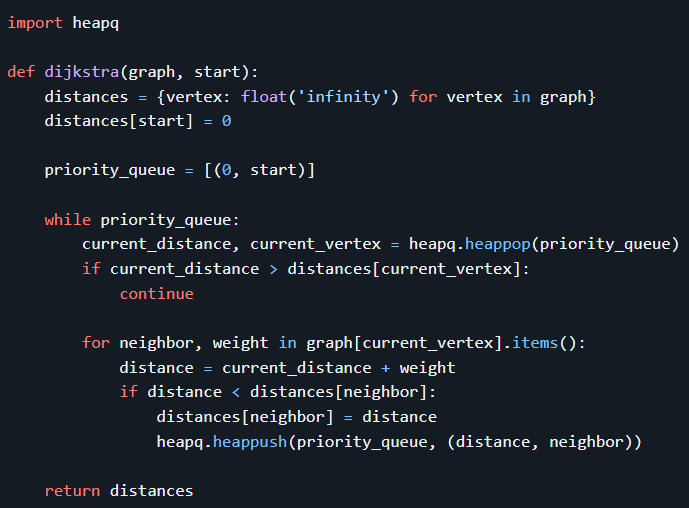 import heapq

def dijkstra(graph, start):
    distances = {vertex: float('infinity') for vertex in graph}
    distances[start] = 0

    priority_queue = [(0, start)]

    while priority_queue:
        current_distance, current_vertex = heapq.heappop(priority_queue)
        if current_distance > distances[current_vertex]:
            continue

        for neighbor, weight in graph[current_vertex].items():
            distance = current_distance + weight
            if distance < distances[neighbor]:
                distances[neighbor] = distance
                heapq.heappush(priority_queue, (distance, neighbor))

    return distances